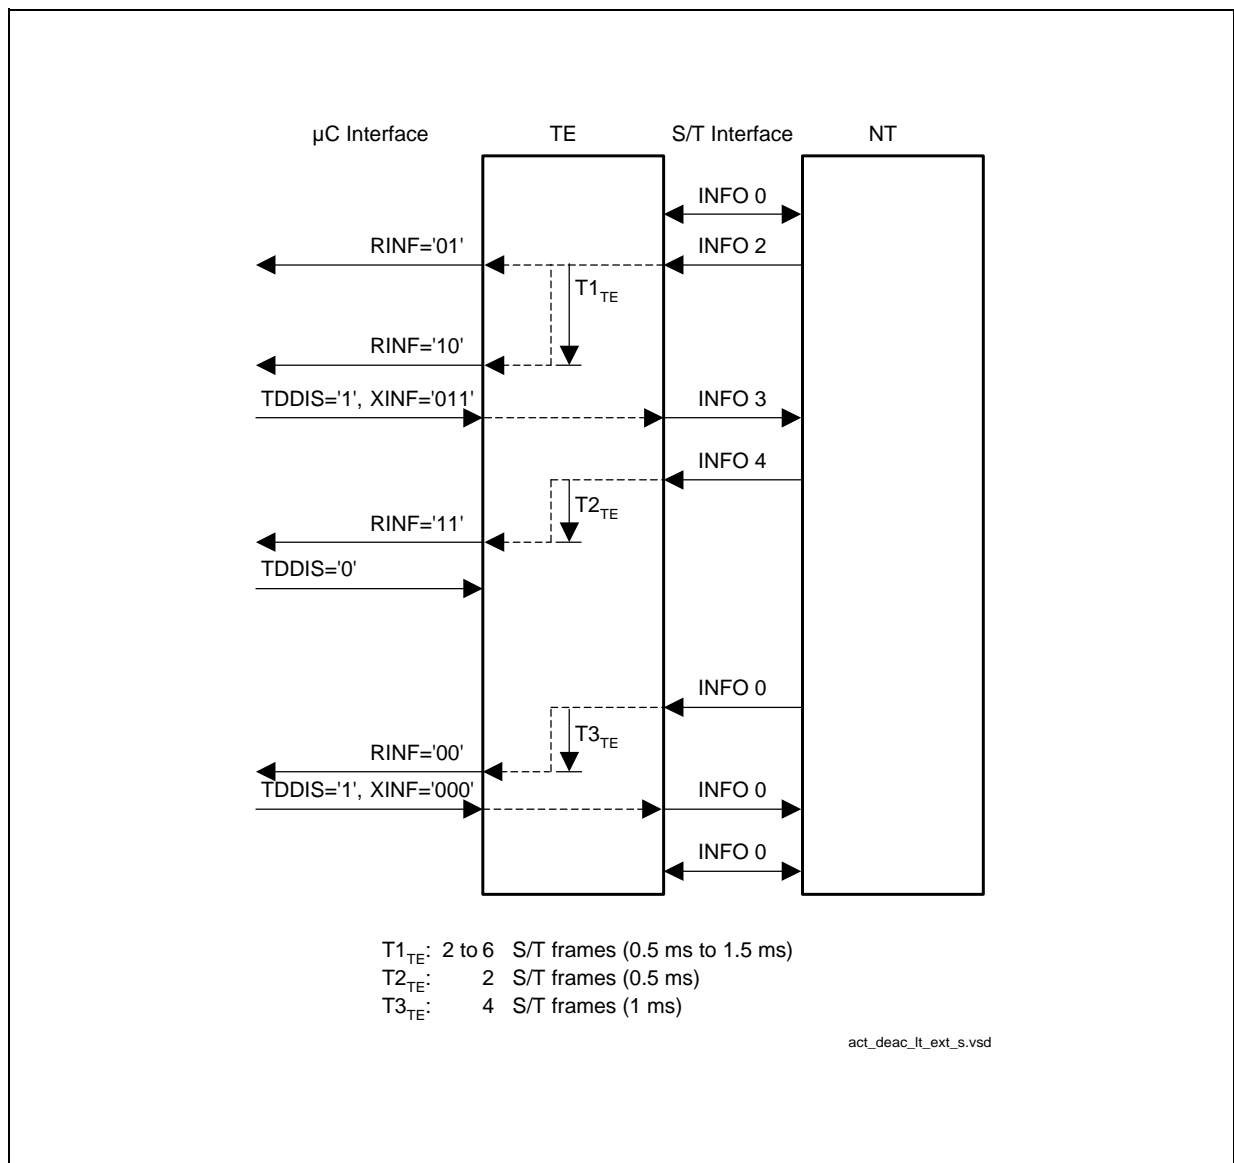 µC Interface TE S/T Interface NT
INFO 0
RINF='01' INFO 2
T1TE
RINF='10'
TDDIS='1', XINF='011' INFO 3
INFO 4
T2TE
RINF='11'
TDDIS='0'
INFO 0
T3TE
RINF='00'
TDDIS='1', XINF='000' INFO 0
INFO 0
T1TE: 2 to 6 S/T frames (0.5 ms to 1.5 ms)
T2TE: 2 S/T frames (0.5 ms)
T3TE: 4 S/T frames (1 ms)
act_deac_lt_ext_s.vsd